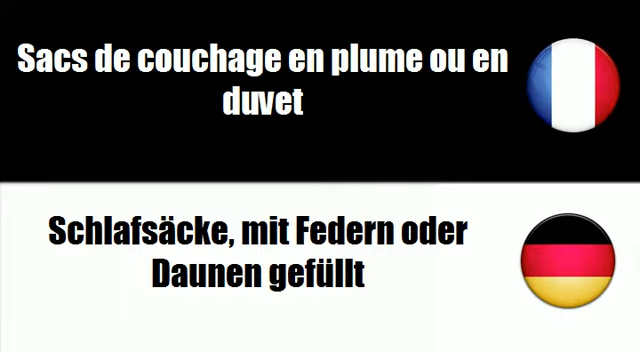 Sacs de couchage en plume ou en
duvet
Schlafsäcke, mit Federn oder
Daunen gefüllt